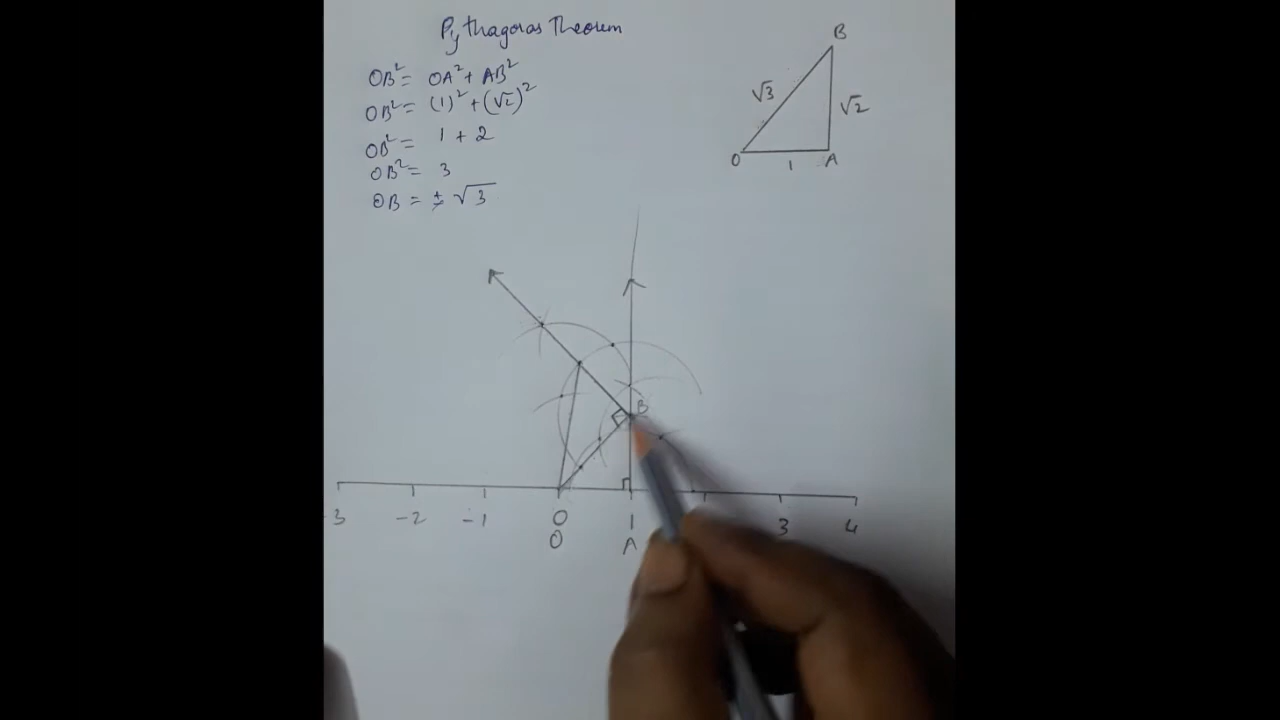 Pythagoras Theorem
OB² = OA² + AB²
OB² = (1)² + (√2)²
OB² = 1 + 2
OB² = 3
OB = ± √3
B
√3
√2
O
1
A
B
-3 -2 -1 0 1 3 4
O A